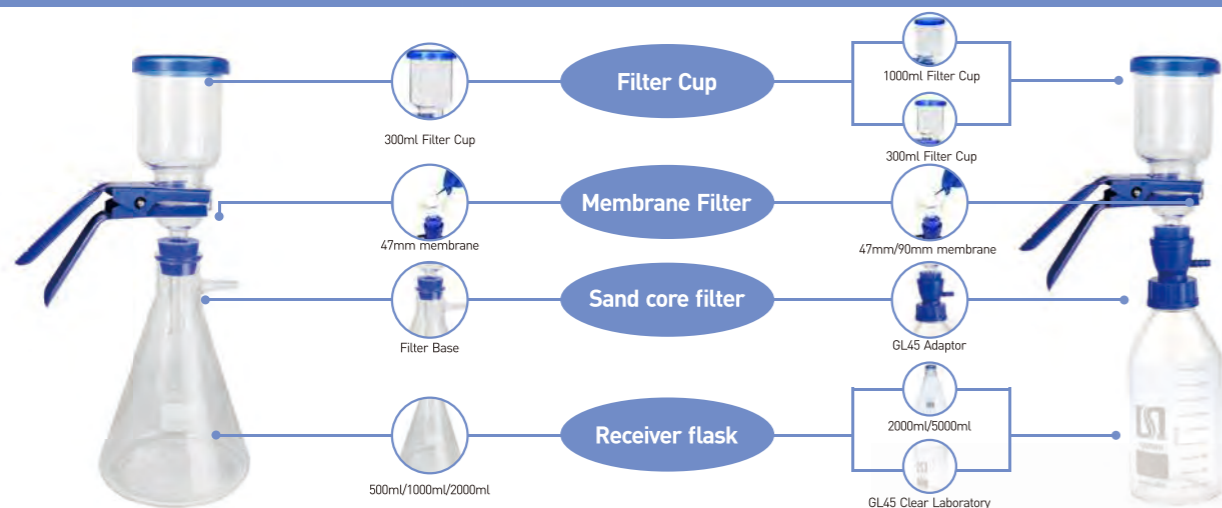 Filter Cup
300ml Filter Cup
1000ml Filter Cup
300ml Filter Cup
Membrane Filter
47mm membrane
47mm/90mm membrane
Sand core filter
Filter Base
GL45 Adaptor
Receiver flask
500ml/1000ml/2000ml
2000ml/5000ml
GL45 Clear Laboratory